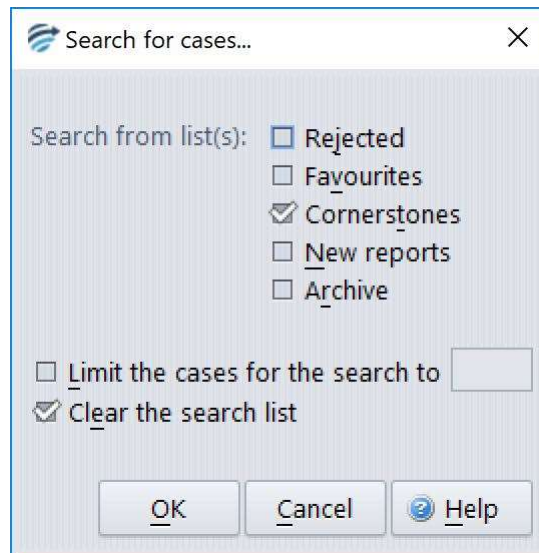 Search for cases...
Search from list(s):
Rejected
Favourites
Cornerstones
New reports
Archive
Limit the cases for the search to
Clear the search list
OK Cancel Help